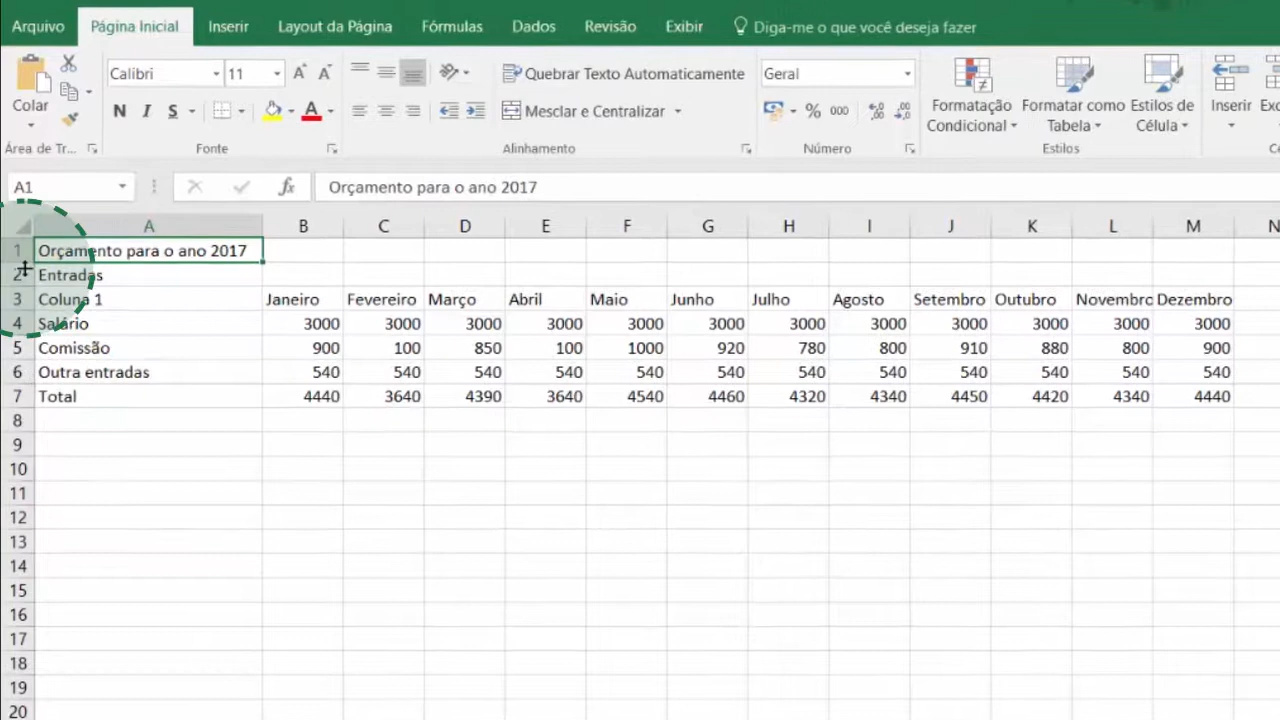 Arquivo Página Inicial Inserir Layout da Página Fórmulas Dados Revisão Exibir Diga-me o que você deseja fazer
Colar Calibri 11 Quebrar Texto Automaticamente Geral
N I S A Mesclar e Centralizar % 000 Formatação Condicional Formatar como Tabela Estilos de Célula Inserir
Área de Tr... Fonte Alinhamento Número Estilos
A1 fx Orçamento para o ano 2017
A B C D E F G H I J K L M N
1 Orçamento para o ano 2017
2 Entradas
3 Coluna 1 Janeiro Fevereiro Março Abril Maio Junho Julho Agosto Setembro Outubro Novembro Dezembro
4 Salário 3000 3000 3000 3000 3000 3000 3000 3000 3000 3000 3000 3000
5 Comissão 900 100 850 100 1000 920 780 800 910 880 800 900
6 Outra entradas 540 540 540 540 540 540 540 540 540 540 540 540
7 Total 4440 3640 4390 3640 4540 4460 4320 4340 4450 4420 4340 4440
8
9
10
11
12
13
14
15
16
17
18
19
20